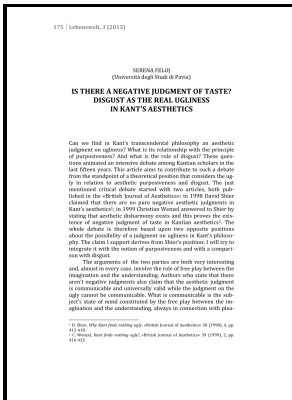 175 | Lebenswelt, 3 (2013)
SERENA FELOJ
(Università degli Studi di Pavia)
IS THERE A NEGATIVE JUDGMENT OF TASTE?
DISGUST AS THE REAL UGLINESS
IN KANT'S AESTHETICS
Can we find in Kant's transcendental philosophy an aesthetic
judgment on ugliness? What is its relationship with the principle
of purposiveness? And what is the role of disgust? These ques-
tions animated an intensive debate among Kantian scholars in the
last fifteen years. This article aims to contribute to such a debate
from the standpoint of a theoretical position that considers the ug-
ly in relation to aesthetic purposiveness and disgust. The just
mentioned critical debate started with two articles, both pub-
lished in the «British Journal of Aesthetics»: in 1998 David Shier
claimed that there are no pure negative aesthetic judgments in
Kant's aesthetics¹; in 1999 Christian Wenzel answered to Shier by
stating that aesthetic disharmony exists and this proves the exis-
tence of negative judgment of taste in Kantian aesthetics². The
whole debate is therefore based upon two opposite positions
about the possibility of a judgment on ugliness in Kant's philoso-
phy. The claim I support derives from Shier's position: I will try to
integrate it with the notion of purposiveness and with a compari-
son with disgust.
The arguments of the two parties are both very interesting
and, almost in every case, involve the role of free play between the
imagination and the understanding. Authors who state that there
aren't negative judgments also claim that the aesthetic judgment
is communicable and universally valid while the judgment on the
ugly cannot be communicable. What is communicable is the sub-
ject's state of mind constituted by the free play between the im-
agination and the understanding, always in connection with plea-
¹ D. Shier, Why Kant finds nothing ugly, «British Journal of Aesthetics» 38 (1998), 4, pp.
412-418.
² C. Wenzel, Kant finds nothing ugly?, «British Journal of Aesthetics» 39 (1999), 2, pp.
416-422.